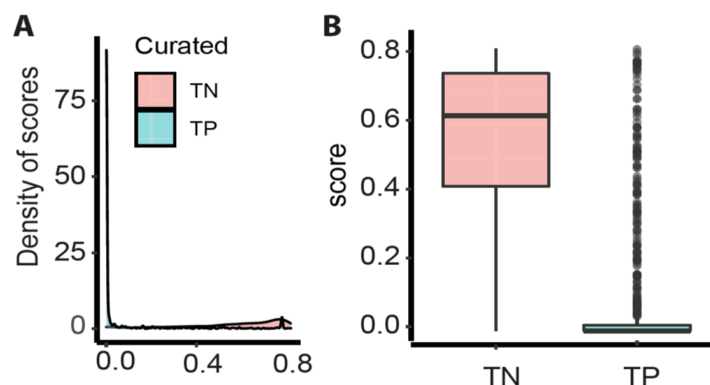 A
Curated
TN
TP
Density of scores
75
50
25
0
0.0 0.4 0.8
B
score
0.8
0.6
0.4
0.2
0.0
TN TP